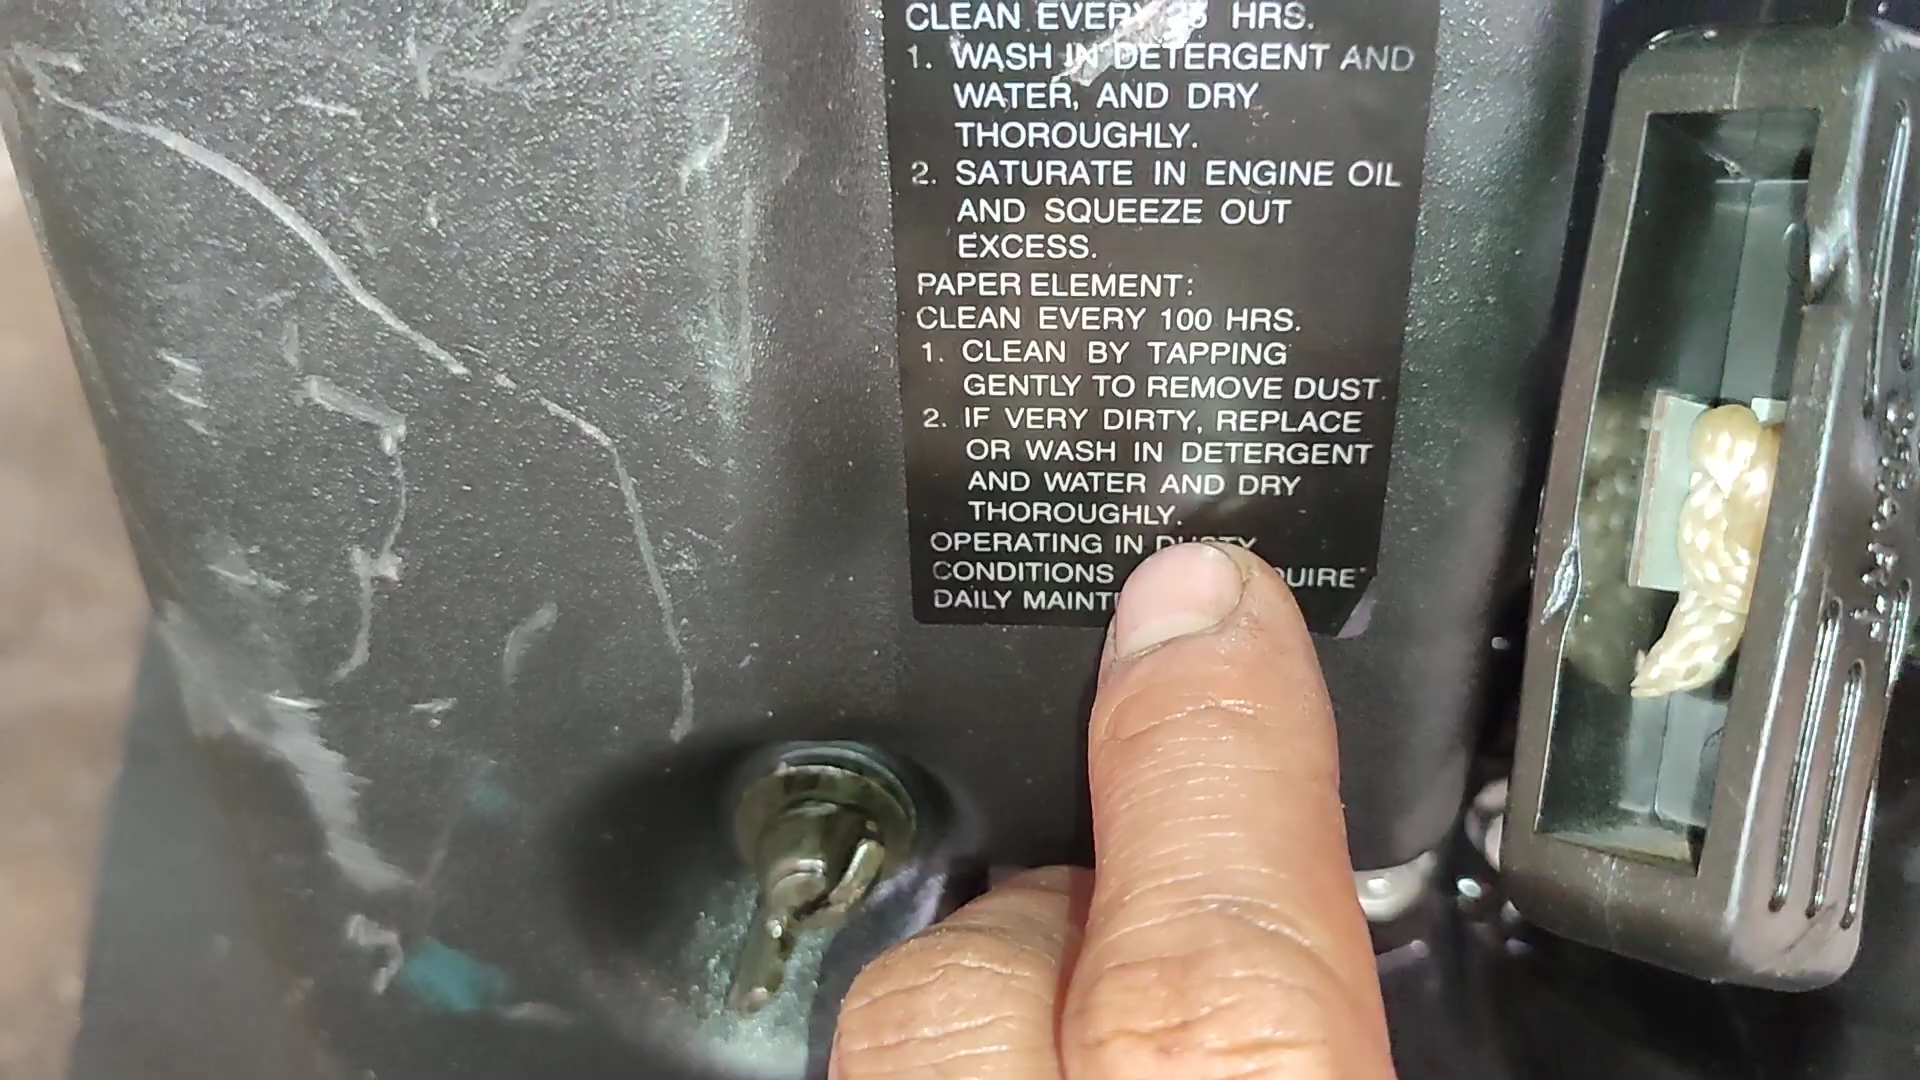 CLEAN EVERY 25 HRS.
1. WASH IN DETERGENT AND
WATER, AND DRY
THOROUGHLY.
2. SATURATE IN ENGINE OIL
AND SQUEEZE OUT
EXCESS.
PAPER ELEMENT:
CLEAN EVERY 100 HRS.
1. CLEAN BY TAPPING
GENTLY TO REMOVE DUST.
2. IF VERY DIRTY, REPLACE
OR WASH IN DETERGENT
AND WATER AND DRY
THOROUGHLY.
OPERATING IN DUSTY
CONDITIONS
DAILY